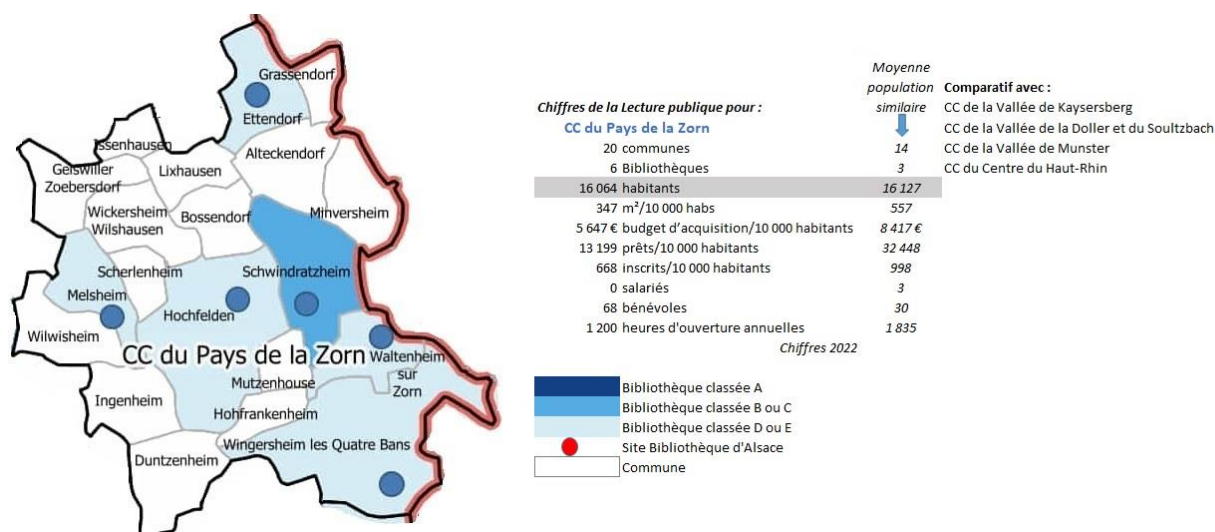 Grassendorf
Ettendorf
Issenhausen
Alteckendorf
Geiswiller
Zoebersdorf
Lixhausen
Minversheim
Wickersheim
Wilshausen
Bossendorf
Scherlenheim
Schwindratzheim
Melsheim
Hochfelden
Wilwisheim
CC du Pays de la Zorn
Waltenheim
sur
Zorn
Mutzenhouse
Ingenheim
Hohfrankenheim
Wingersheim les Quatre Bans
Duntzenheim
Moyenne
population
similaire
Comparatif avec :
Chiffres de la Lecture publique pour :
CC de la Vallée de Kaysersberg
CC du Pays de la Zorn
CC de la Vallée de la Doller et du Soultzbach
20 communes 14
CC de la Vallée de Munster
6 Bibliothèques 3
CC du Centre du Haut-Rhin
16 064 habitants 16 127
347 m²/10 000 habs 557
5 647 € budget d'acquisition/10 000 habitants 8 417 €
13 199 prêts/10 000 habitants 32 448
668 inscrits/10 000 habitants 998
0 salariés 3
68 bénévoles 30
1 200 heures d'ouverture annuelles 1 835
Chiffres 2022
Bibliothèque classée A
Bibliothèque classée B ou C
Bibliothèque classée D ou E
Site Bibliothèque d'Alsace
Commune